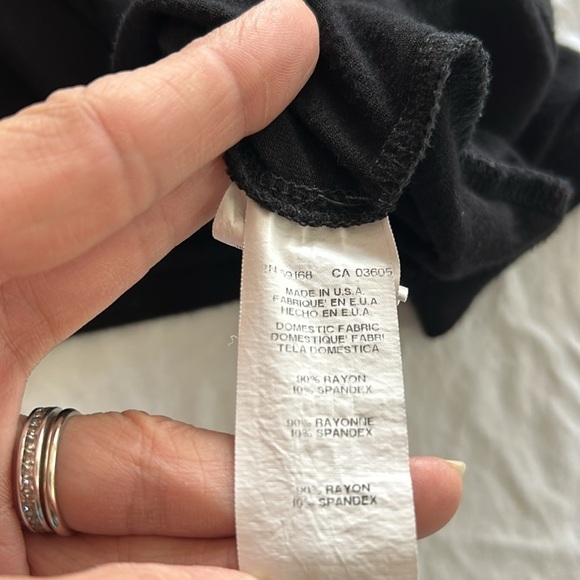 CA 03605
MADE IN U.S.A.
FABRIQUE' EN E.U.A
HECHO EN E.U.A.
DOMESTIC FABRIC
DOMESTIQUE' FABRI
TELA DOMESTICA
90% RAYON
10% SPANDEX
90% RAYONNE
10% SPANDEX
90% RAYON
10% SPANDEX